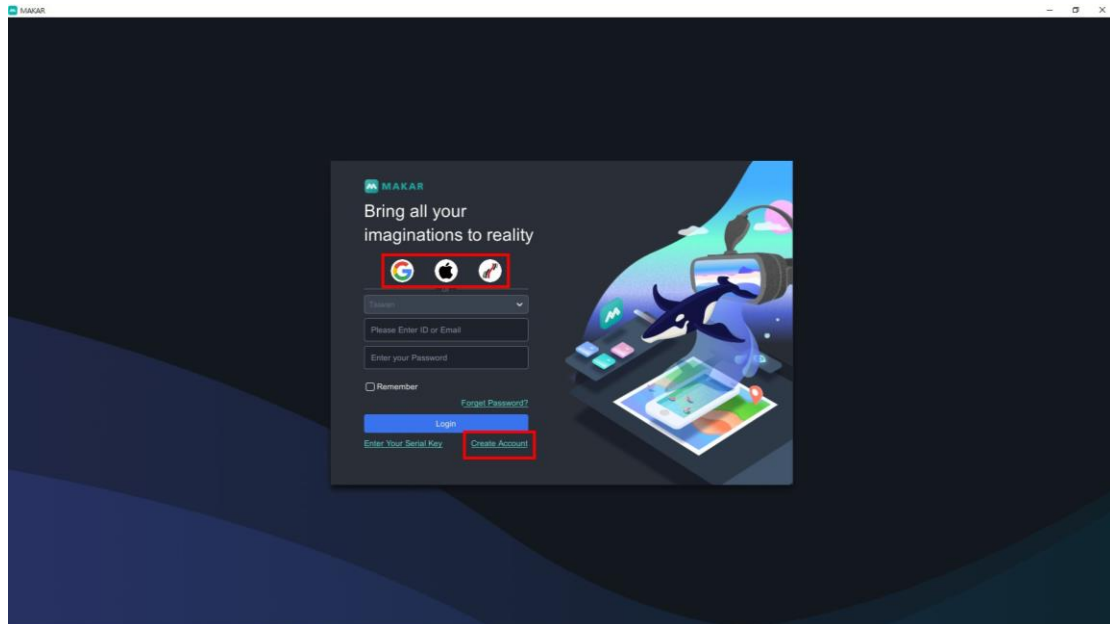 MAKAR
MAKAR
Bring all your
imaginations to reality
Taiwan
Please Enter ID or Email
Enter your Password
Remember
Forget Password?
Login
Enter Your Serial Key Create Account